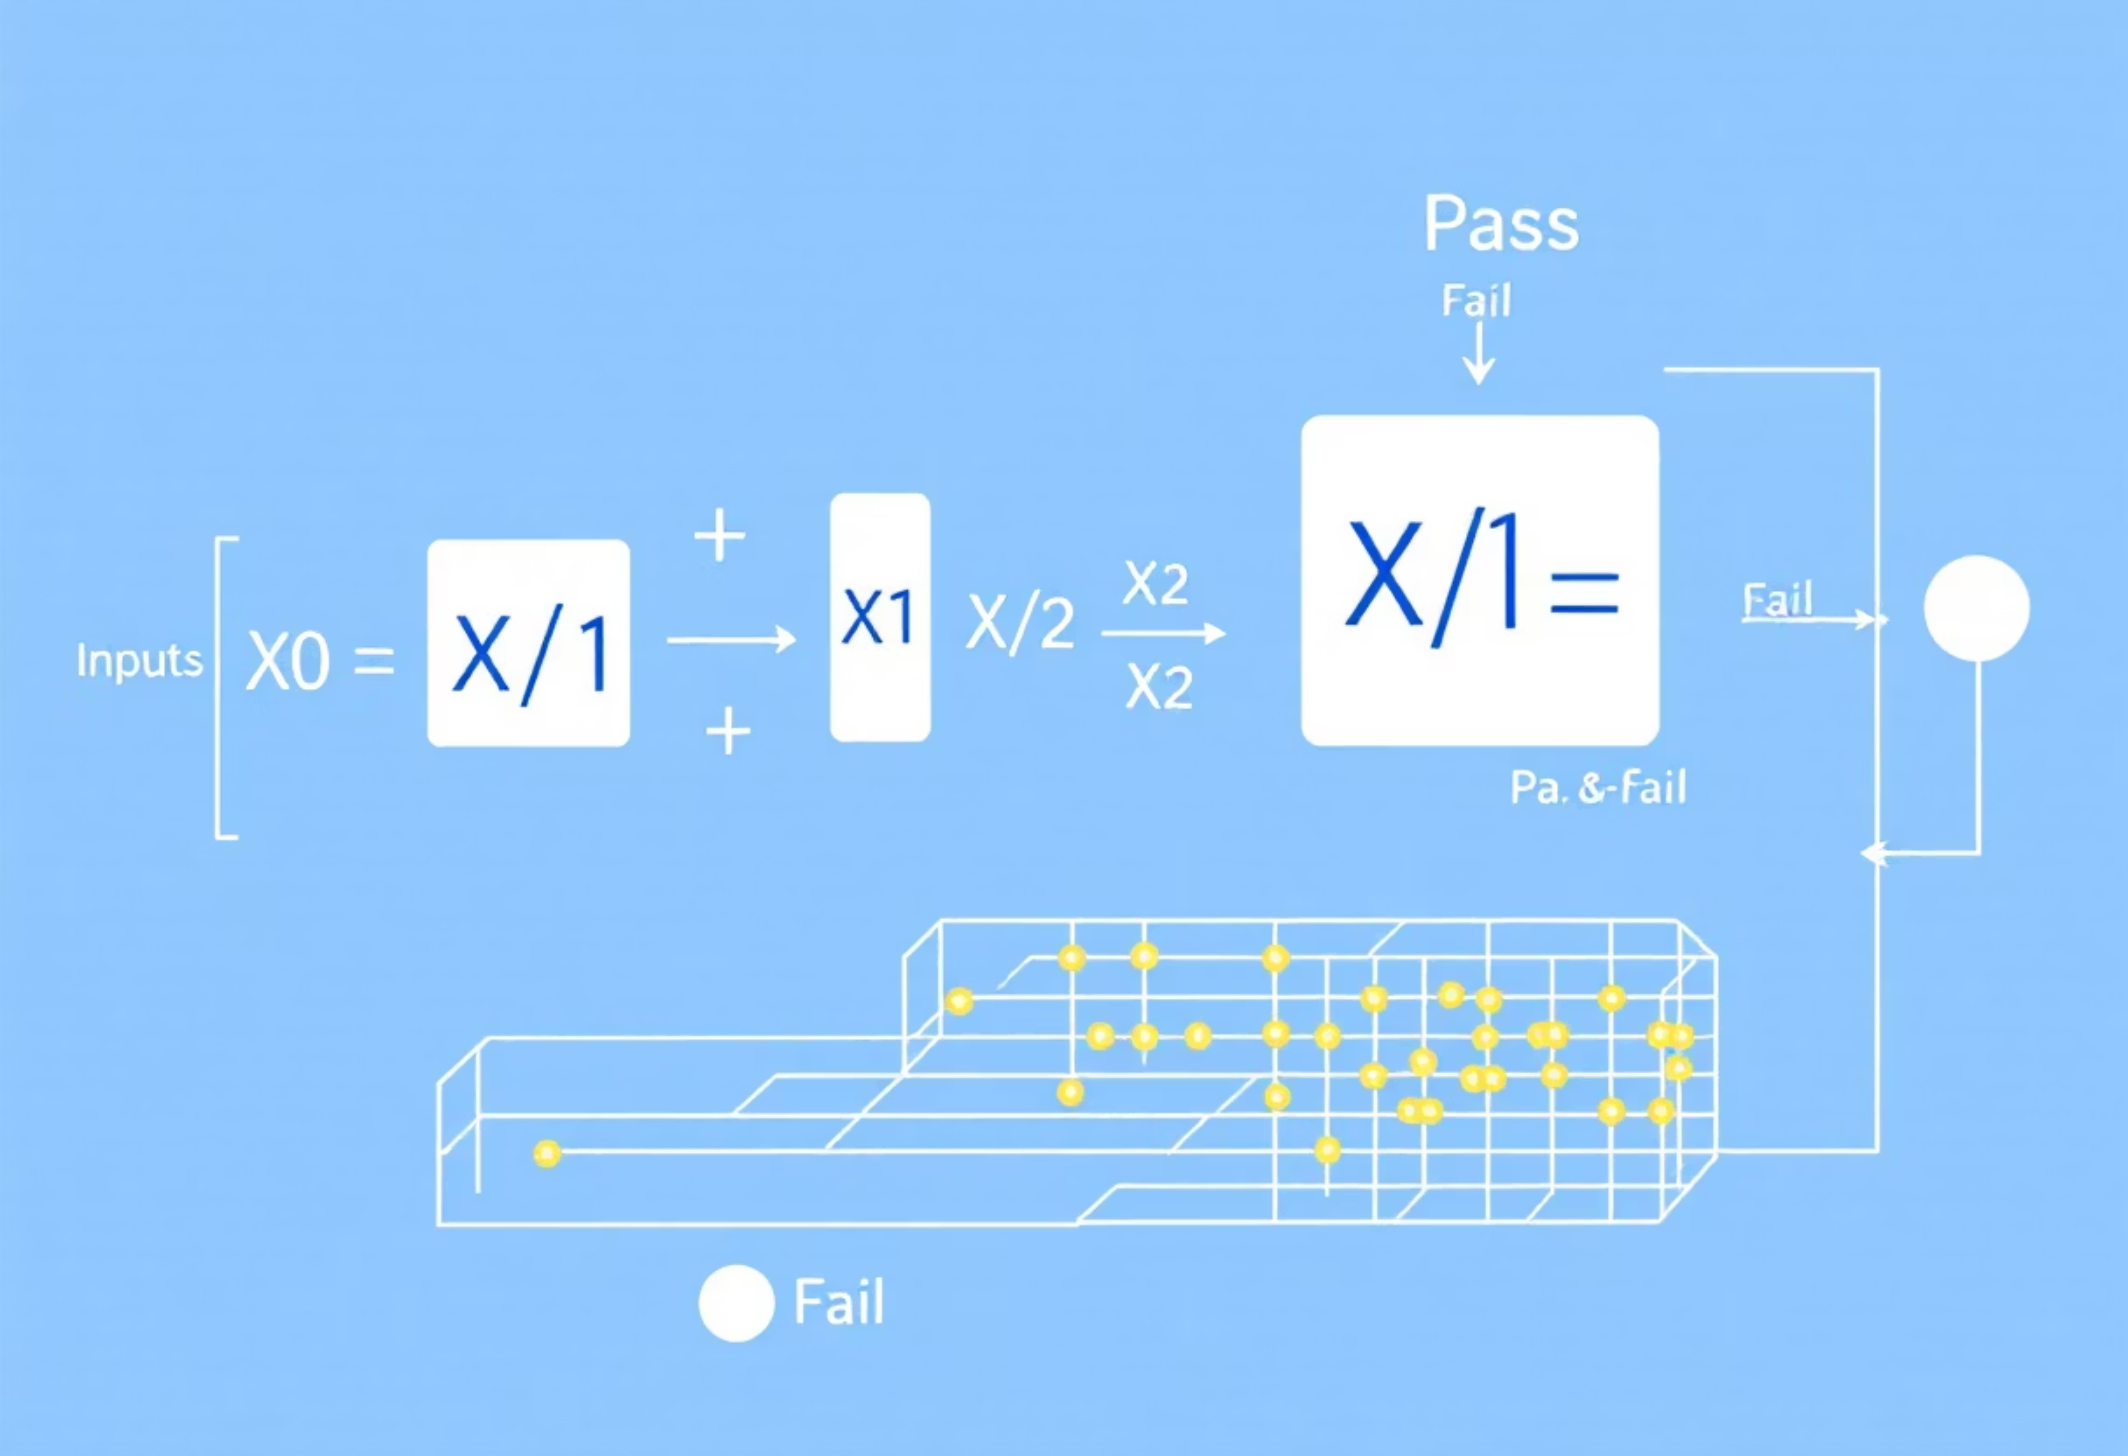 Pass
Fail
Inputs
X0 =
X/1
+
+
X1
X/2
X2
X2
X/1=
Fail
Pa. &-Fail
Fail